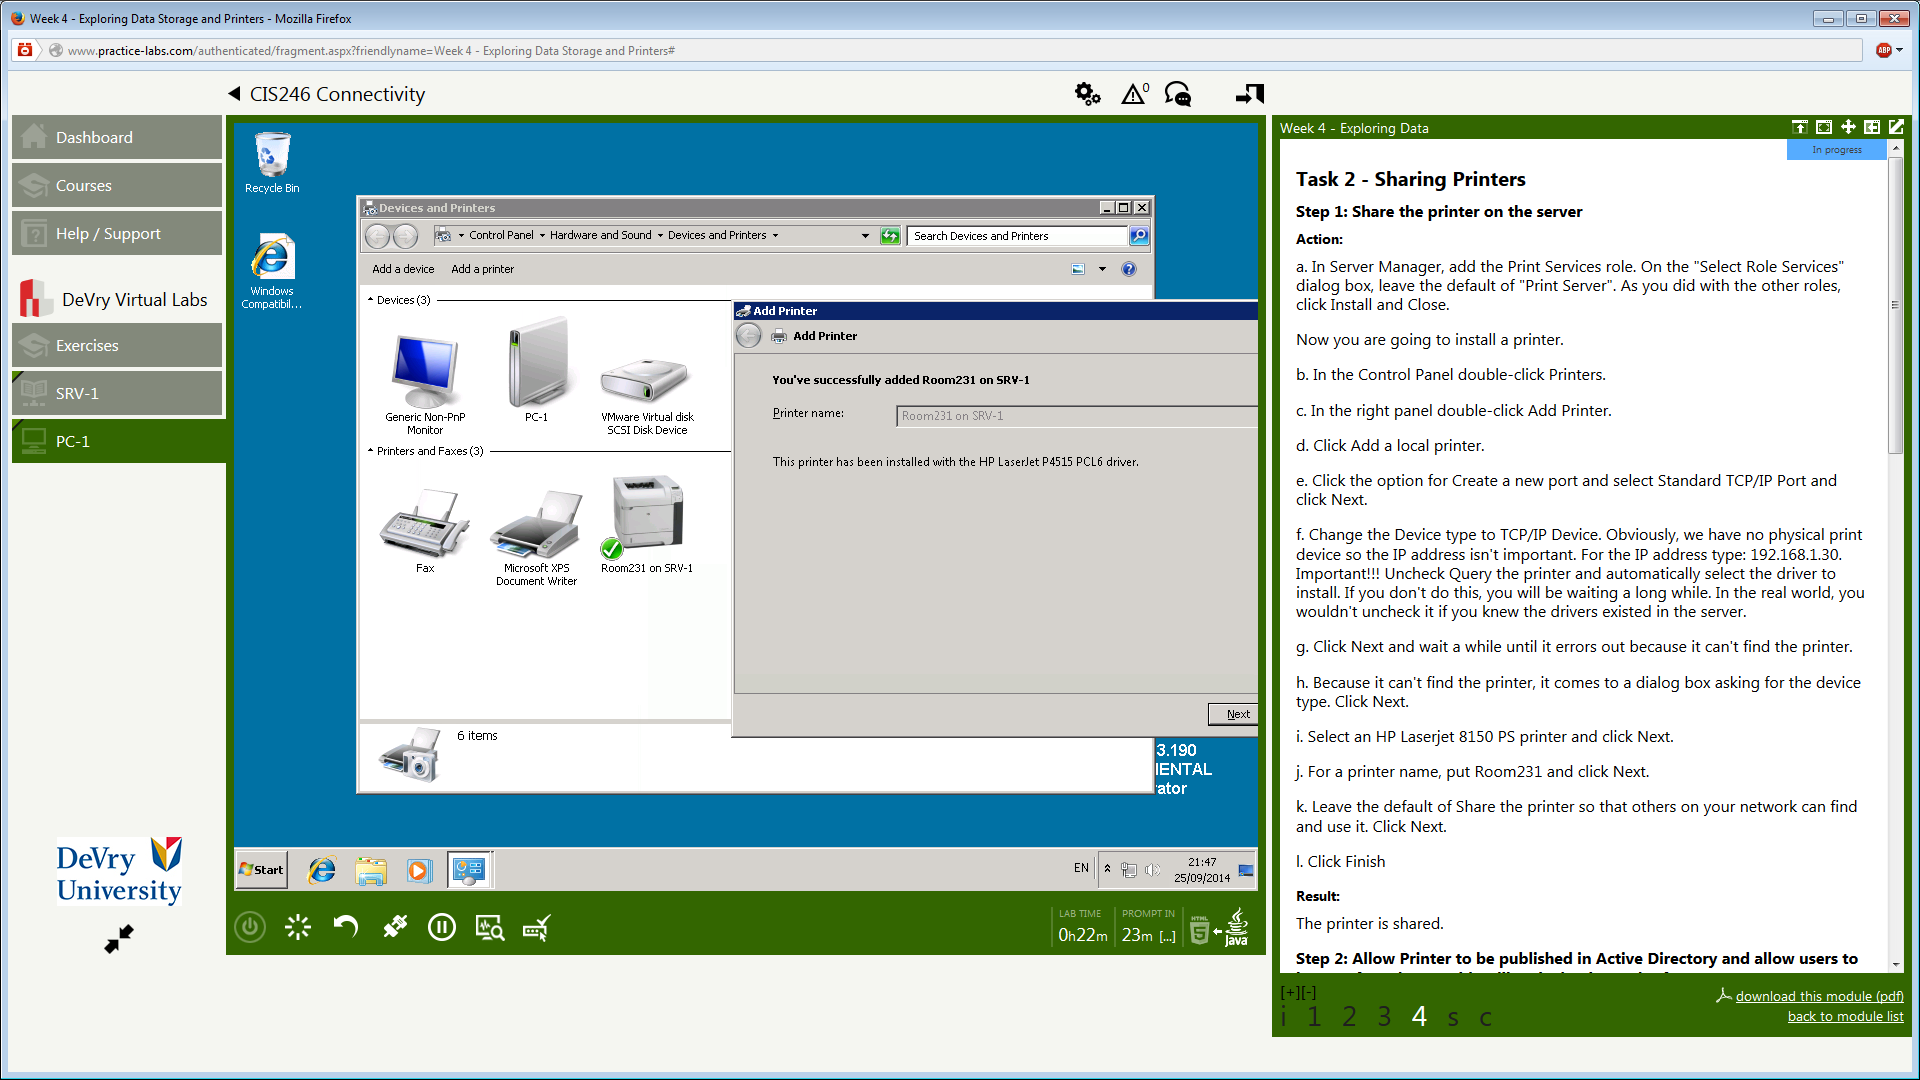 Week 4 - Exploring Data Storage and Printers - Mozilla Firefox
www.practice-labs.com/authenticated/fragment.aspx?friendlyname=Week 4 - Exploring Data Storage and Printers#
ABP
CIS246 Connectivity
0
Dashboard
Courses
Help / Support
DeVry Virtual Labs
Exercises
SRV-1
PC-1
DeVry
University
Recycle Bin
Windows
Compatibil...
Devices and Printers
Control Panel
Hardware and Sound
Devices and Printers
Search Devices and Printers
Add a device
Add a printer
Devices (3)
Generic Non-PnP
Monitor
PC-1
VMware Virtual disk
SCSI Disk Device
Printers and Faxes (3)
Fax
Microsoft XPS
Document Writer
Room231 on SRV-1
6 items
Add Printer
Add Printer
You've successfully added Room231 on SRV-1
Printer name:
Room231 on SRV-1
This printer has been installed with the HP LaserJet P4515 PCL6 driver.
Next
3.190
ENTAL
ator
Start
EN
21:47
25/09/2014
LAB TIME
0h22m
PROMPT IN
23m [...]
HTML
5
java
Week 4 - Exploring Data
In progress
Task 2 - Sharing Printers
Step 1: Share the printer on the server
Action:
a. In Server Manager, add the Print Services role. On the "Select Role Services"
dialog box, leave the default of "Print Server". As you did with the other roles,
click Install and Close.
Now you are going to install a printer.
b. In the Control Panel double-click Printers.
c. In the right panel double-click Add Printer.
d. Click Add a local printer.
e. Click the option for Create a new port and select Standard TCP/IP Port and
click Next.
f. Change the Device type to TCP/IP Device. Obviously, we have no physical print
device so the IP address isn't important. For the IP address type: 192.168.1.30.
Important!!! Uncheck Query the printer and automatically select the driver to
install. If you don't do this, you will be waiting a long while. In the real world, you
wouldn't uncheck it if you knew the drivers existed in the server.
g. Click Next and wait a while until it errors out because it can't find the printer.
h. Because it can't find the printer, it comes to a dialog box asking for the device
type. Click Next.
i. Select an HP Laserjet 8150 PS printer and click Next.
j. For a printer name, put Room231 and click Next.
k. Leave the default of Share the printer so that others on your network can find
and use it. Click Next.
l. Click Finish
Result:
The printer is shared.
Step 2: Allow Printer to be published in Active Directory and allow users to
[+][-]
i 1 2 3 4 s c
download this module (pdf)
back to module list